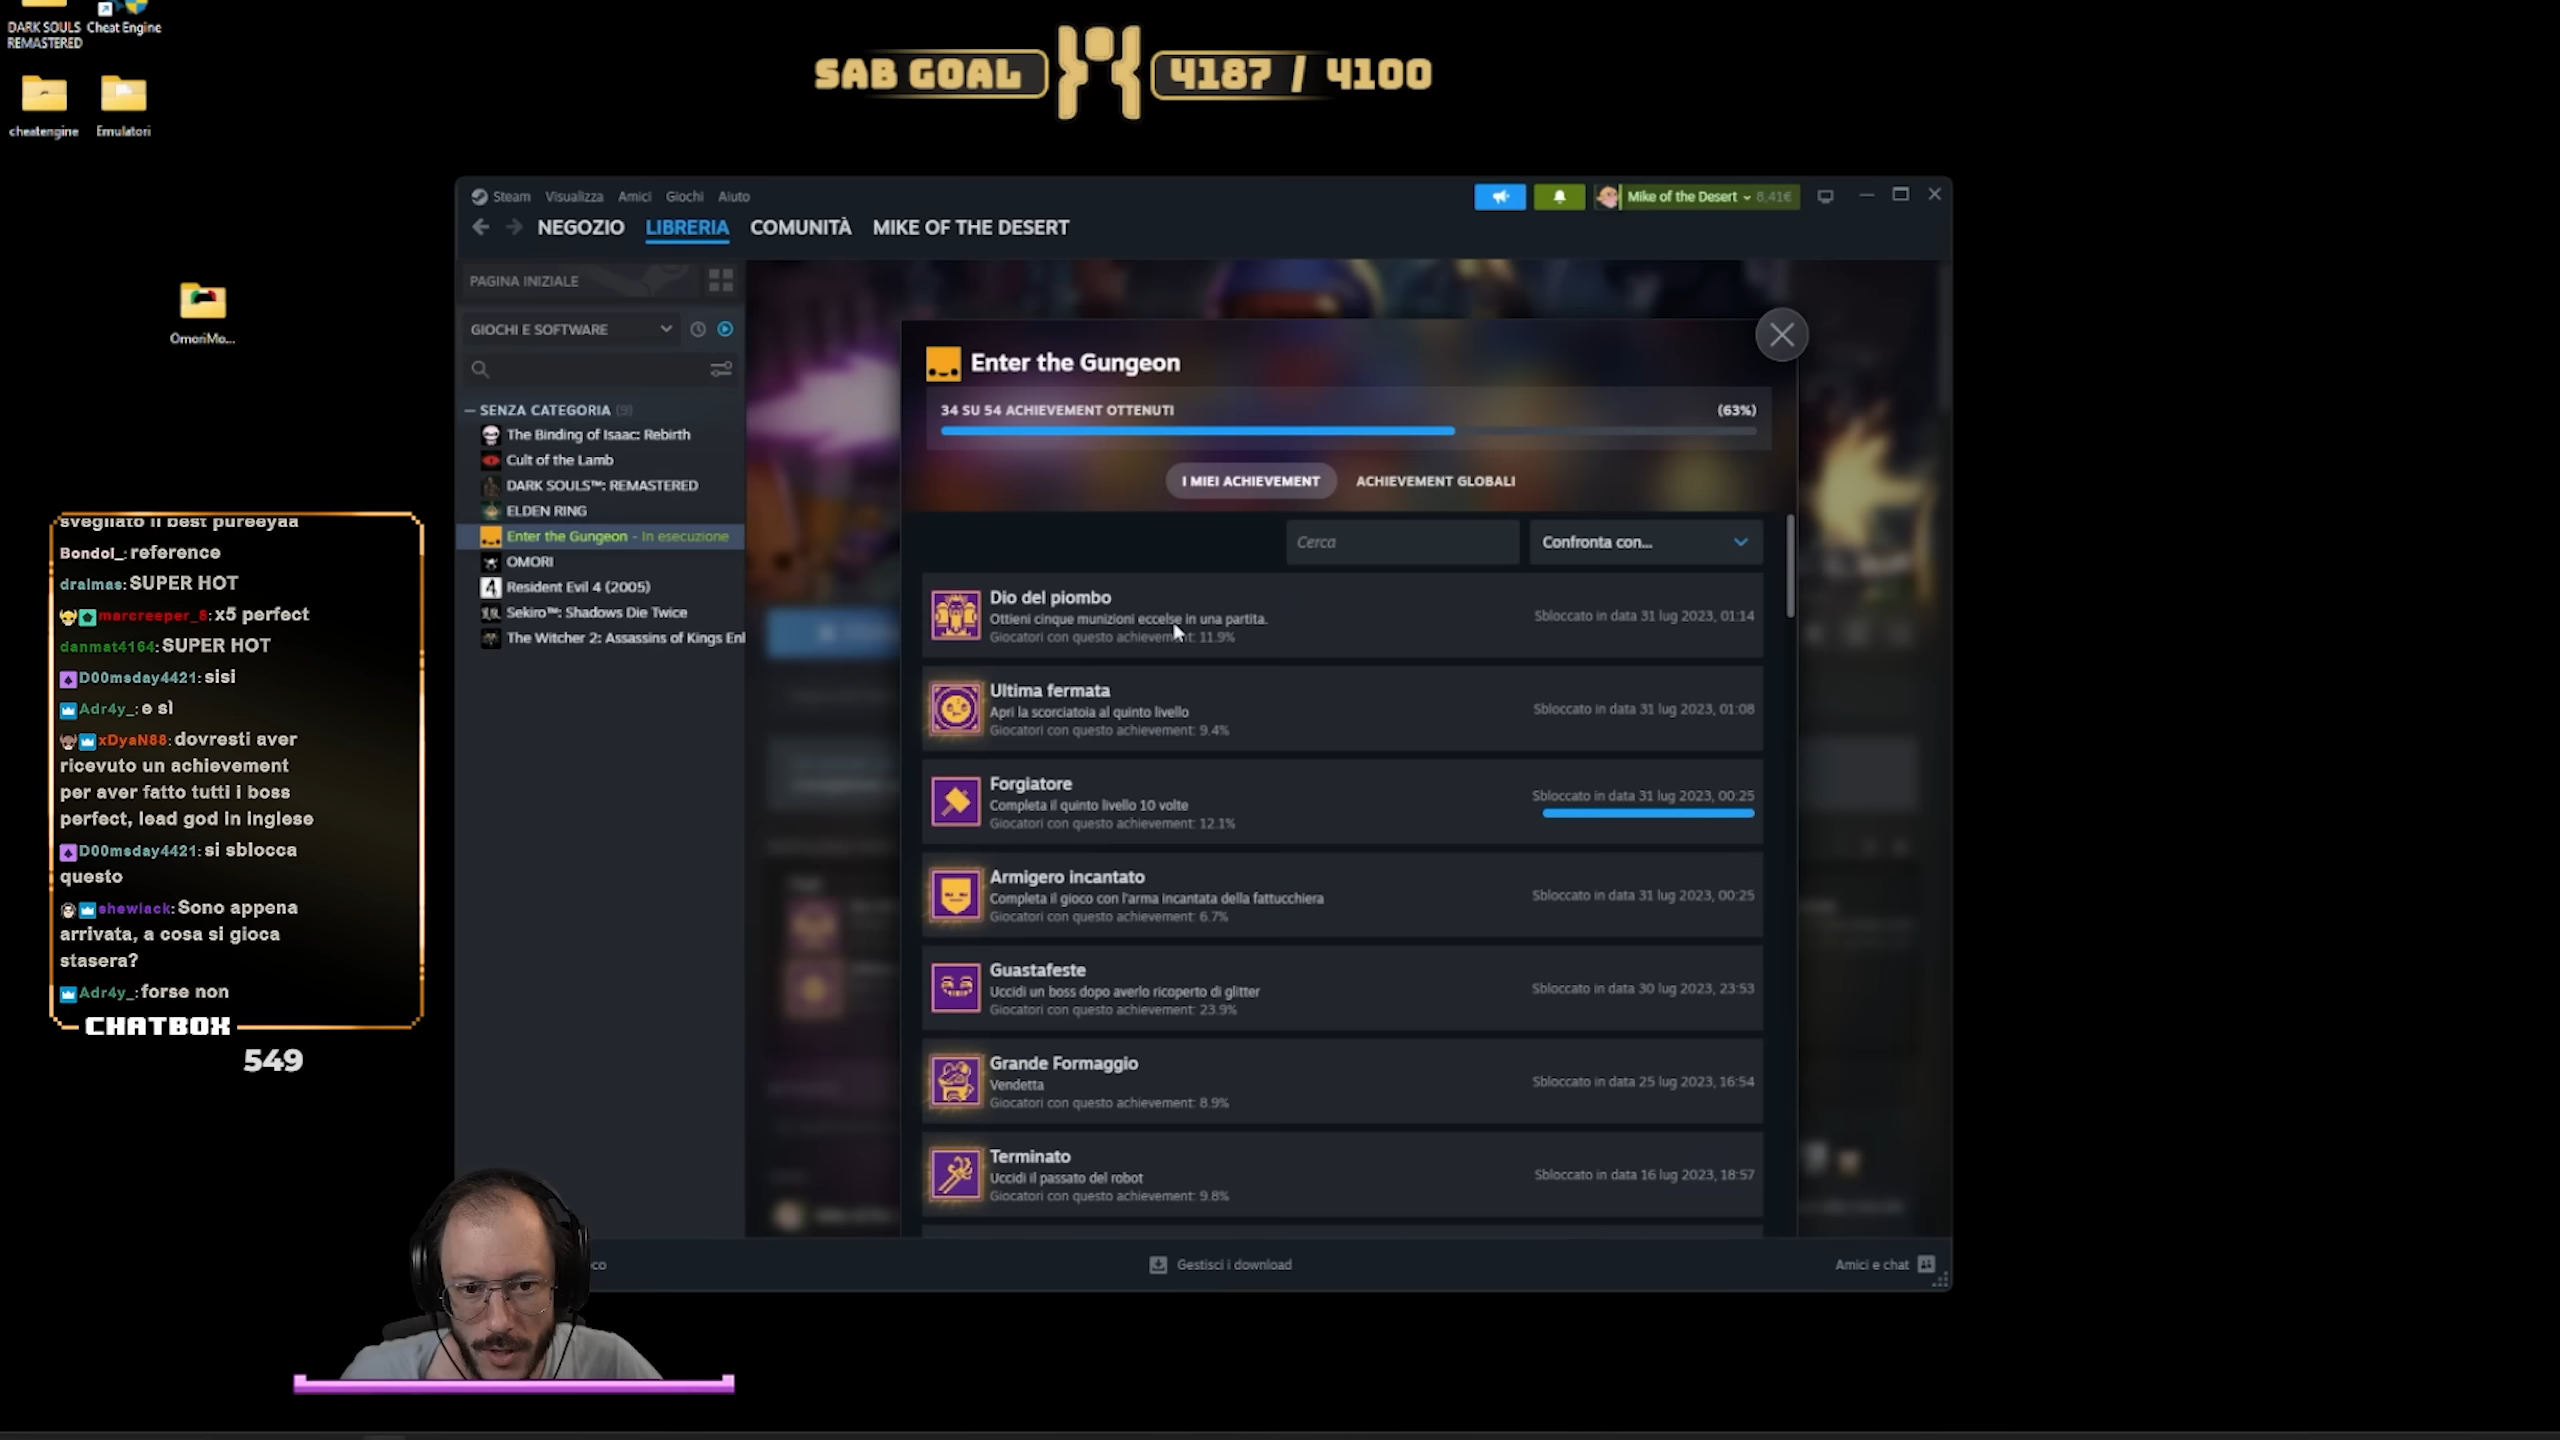 DARK SOULS
REMASTERED
Cheat Engine
cheatengine
Emulatori
OmoriMo...
SAB GOAL
4187 / 4100
Steam Visualizza Amici Giochi Aiuto
Mike of the Desert 8,41€
NEGOZIO LIBRERIA COMUNITÀ MIKE OF THE DESERT
PAGINA INIZIALE
GIOCHI E SOFTWARE
SENZA CATEGORIA (9)
The Binding of Isaac: Rebirth
Cult of the Lamb
DARK SOULS™: REMASTERED
ELDEN RING
Enter the Gungeon - In esecuzione
OMORI
Resident Evil 4 (2005)
Sekiro™: Shadows Die Twice
The Witcher 2: Assassins of Kings Enl
Enter the Gungeon
34 SU 54 ACHIEVEMENT OTTENUTI
(63%)
I MIEI ACHIEVEMENT
ACHIEVEMENT GLOBALI
Cerca
Confronta con...
Dio del piombo
Ottieni cinque munizioni eccelse in una partita.
Giocatori con questo achievement: 11.9%
Sbloccato in data 31 lug 2023, 01:14
Ultima fermata
Apri la scorciatoia al quinto livello
Giocatori con questo achievement: 9.4%
Sbloccato in data 31 lug 2023, 01:08
Forgiatore
Completa il quinto livello 10 volte
Giocatori con questo achievement: 12.1%
Sbloccato in data 31 lug 2023, 00:25
Armigero incantato
Completa il gioco con l'arma incantata della fattucchiera
Giocatori con questo achievement: 6.7%
Sbloccato in data 31 lug 2023, 00:25
Guastafeste
Uccidi un boss dopo averlo ricoperto di glitter
Giocatori con questo achievement: 23.9%
Sbloccato in data 30 lug 2023, 23:53
Grande Formaggio
Vendetta
Giocatori con questo achievement: 8.9%
Sbloccato in data 25 lug 2023, 16:54
Terminato
Uccidi il passato del robot
Giocatori con questo achievement: 9.8%
Sbloccato in data 16 lug 2023, 18:57
co
Gestisci i download
Amici e chat
svegliato il best pureeyaa
Bondol_: reference
dralmas: SUPER HOT
marcreeper_8: x5 perfect
danmat4164: SUPER HOT
D00msday4421: sisi
Adr4y_: e sì
xDyaN88: dovresti aver
ricevuto un achievement
per aver fatto tutti i boss
perfect, lead god in inglese
D00msday4421: si sblocca
questo
shewlack: Sono appena
arrivata, a cosa si gioca
stasera?
Adr4y_: forse non
CHATBOX
549